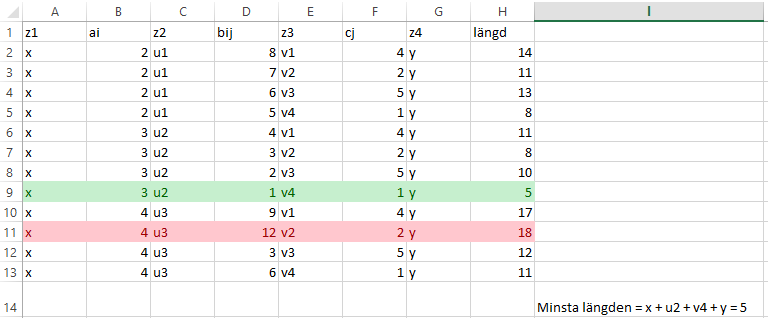 A B C D E F G H I
1 z1 ai z2 bij z3 cj z4 längd
2 x 2 u1 8 v1 4 y 14
3 x 2 u1 7 v2 2 y 11
4 x 2 u1 6 v3 5 y 13
5 x 2 u1 5 v4 1 y 8
6 x 3 u2 4 v1 4 y 11
7 x 3 u2 3 v2 2 y 8
8 x 3 u2 2 v3 5 y 10
9 x 3 u2 1 v4 1 y 5
10 x 4 u3 9 v1 4 y 17
11 x 4 u3 12 v2 2 y 18
12 x 4 u3 3 v3 5 y 12
13 x 4 u3 6 v4 1 y 11
14 Minsta längden = x + u2 + v4 + y = 5